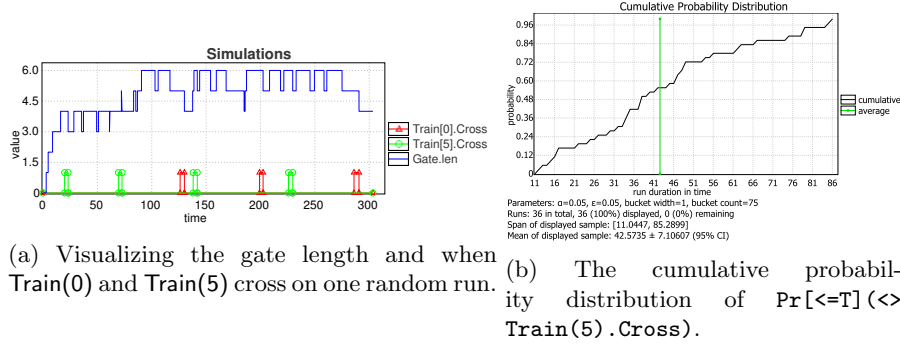 Simulations
value
6.0
4.5
3.0
1.5
0
0 50 100 150 200 250 300
time
Train[0].Cross
Train[5].Cross
Gate.len
(a) Visualizing the gate length and when
Train(0) and Train(5) cross on one random run.
Cumulative Probability Distribution
probability
0.96
0.84
0.72
0.60
0.48
0.36
0.24
0.12
0
11 16 21 26 31 36 41 46 51 56 61 66 71 76 81 86
run duration in time
cumulative
average
Parameters: α=0.05, ε=0.05, bucket width=1, bucket count=75
Runs: 36 in total, 36 (100%) displayed, 0 (0%) remaining
Span of displayed sample: [11.0447, 85.2899]
Mean of displayed sample: 42.5735 ± 7.10607 (95% CI)
(b) The cumulative probabil-
ity distribution of Pr[<=T](<>
Train(5).Cross).